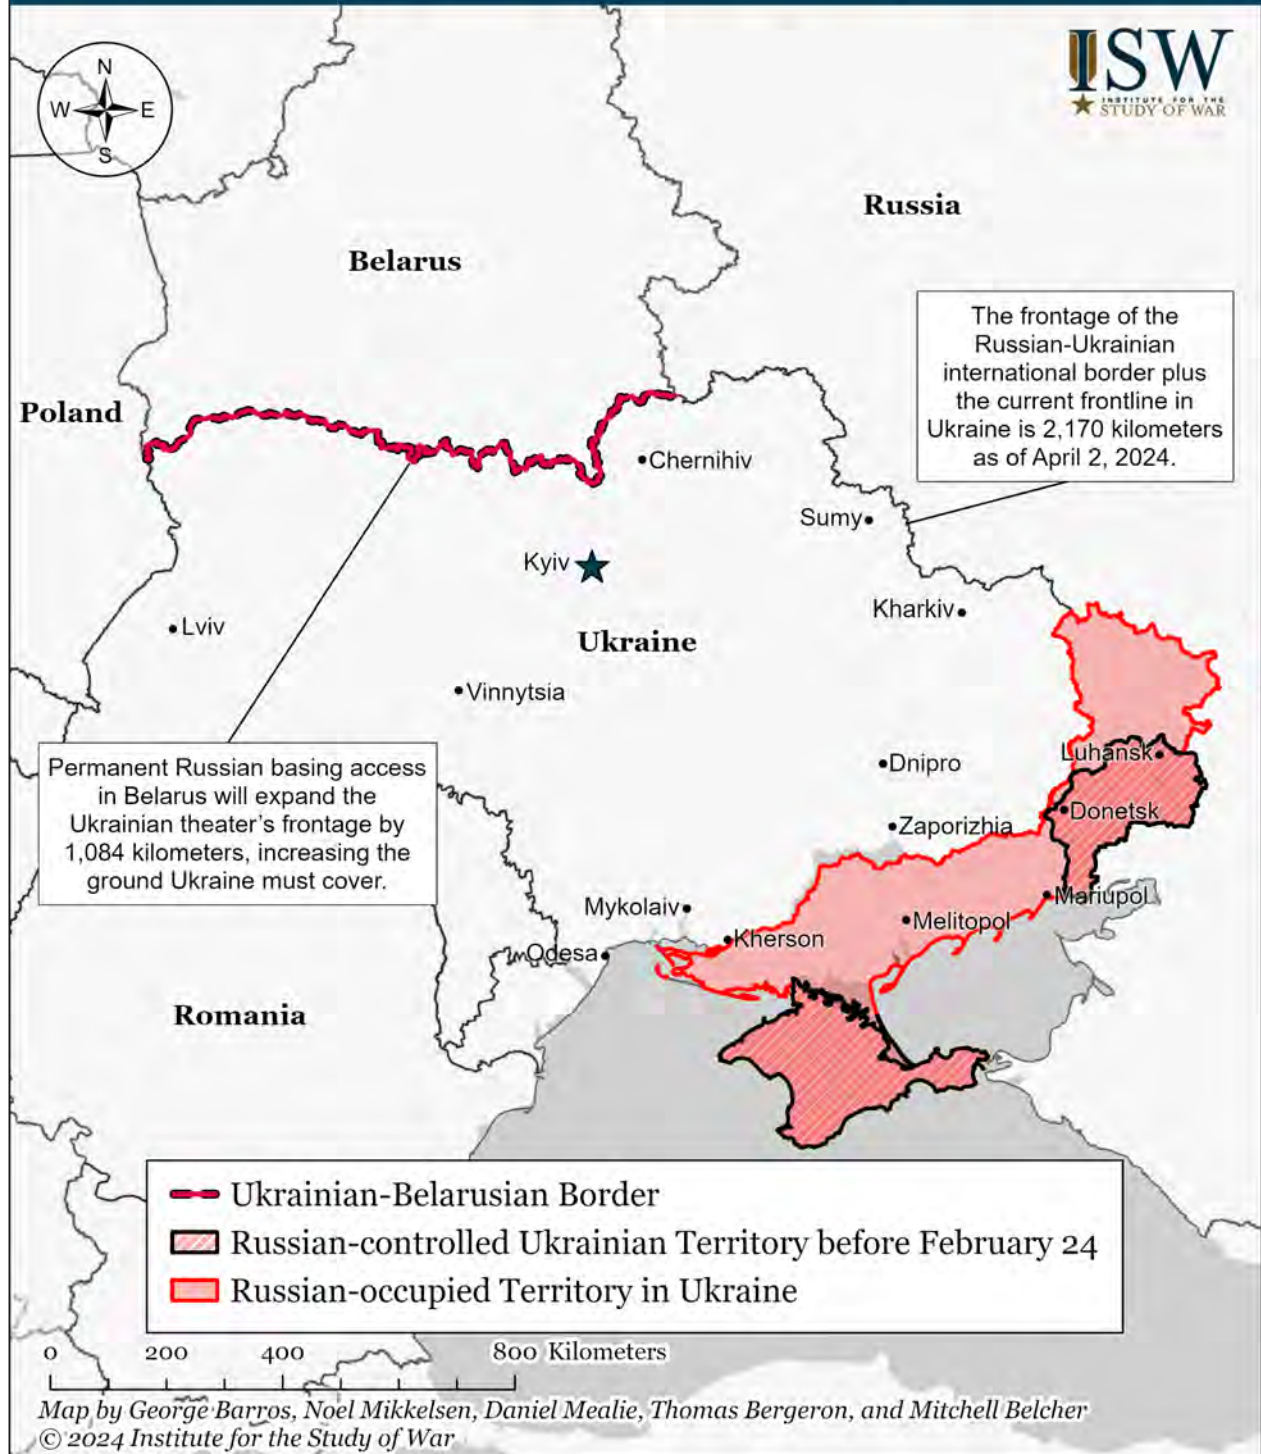 N
W E
S
ISW
INSTITUTE FOR THE
STUDY OF WAR
Russia
Belarus
The frontage of the
Russian-Ukrainian
international border plus
the current frontline in
Ukraine is 2,170 kilometers
as of April 2, 2024.
Poland
Chernihiv
Sumy
Kyiv
Kharkiv
Lviv
Ukraine
Vinnytsia
Luhansk
Dnipro
Permanent Russian basing access
in Belarus will expand the
Ukrainian theater’s frontage by
1,084 kilometers, increasing the
ground Ukraine must cover.
Donetsk
Zaporizhia
Mariupol
Mykolaiv
Melitopol
Kherson
Odesa
Romania
Ukrainian-Belarusian Border
Russian-controlled Ukrainian Territory before February 24
Russian-occupied Territory in Ukraine
0 200 400 800 Kilometers
Map by George Barros, Noel Mikkelsen, Daniel Mealie, Thomas Bergeron, and Mitchell Belcher
© 2024 Institute for the Study of War